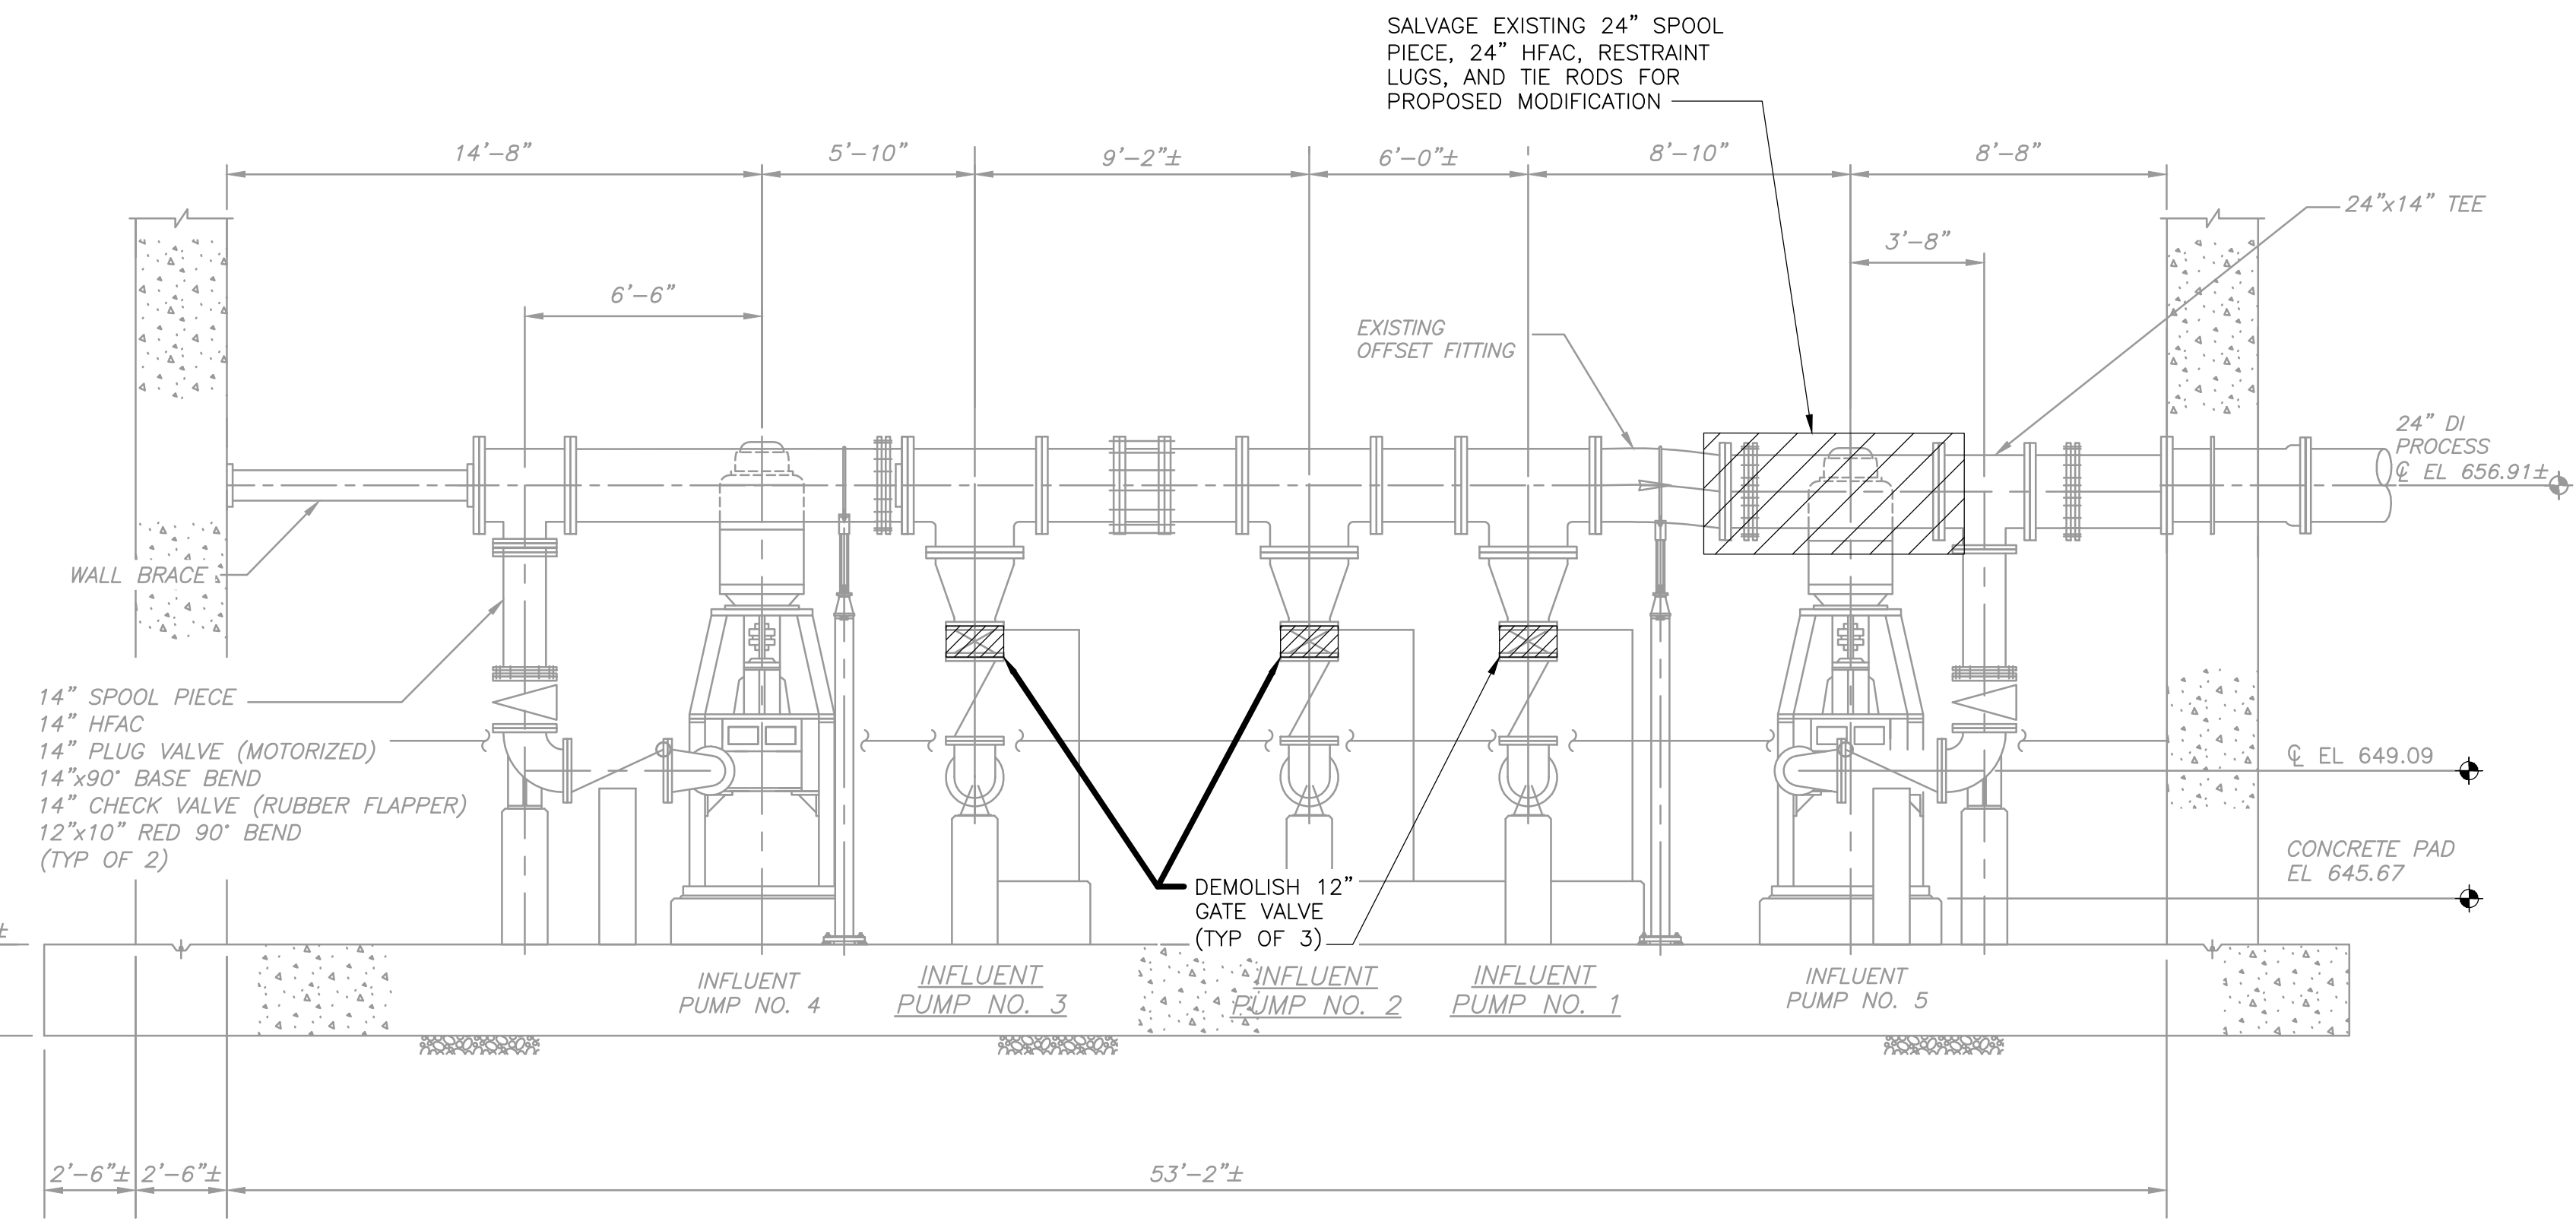 SALVAGE EXISTING 24" SPOOL
PIECE, 24" HFAC, RESTRAINT
LUGS, AND TIE RODS FOR
PROPOSED MODIFICATION
14'-8"
5'-10"
9'-2"±
6'-0"±
8'-10"
8'-8"
24"x14" TEE
3'-8"
6'-6"
EXISTING
OFFSET FITTING
24" DI
PROCESS
℄ EL 656.91±
WALL BRACE
14" SPOOL PIECE
14" HFAC
14" PLUG VALVE (MOTORIZED)
14"x90° BASE BEND
14" CHECK VALVE (RUBBER FLAPPER)
12"x10" RED 90° BEND
(TYP OF 2)
℄ EL 649.09
CONCRETE PAD
EL 645.67
DEMOLISH 12"
GATE VALVE
(TYP OF 3)
±
INFLUENT
PUMP NO. 4
INFLUENT
PUMP NO. 3
INFLUENT
PUMP NO. 2
INFLUENT
PUMP NO. 1
INFLUENT
PUMP NO. 5
2'-6"±
2'-6"±
53'-2"±